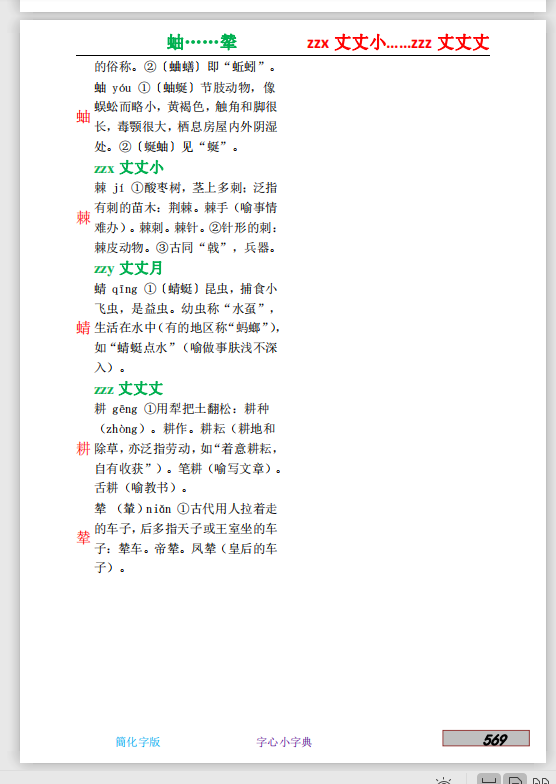 蚰……辇 zzx 丈丈小……zzz 丈丈丈
的俗称。②〔蛐蟮〕即“蚯蚓”。
蚰
蚰 yóu ①〔蚰蜒〕节肢动物，像
蜈蚣而略小，黄褐色，触角和脚很
长，毒颚很大，栖息房屋内外阴湿
处。②〔蜒蚰〕见“蜒”。
zzx 丈丈小
棘
棘 jí ①酸枣树，茎上多刺；泛指
有刺的苗木：荆棘。棘手（喻事情
难办）。棘刺。棘针。②针形的刺：
棘皮动物。③古同“戟”，兵器。
zzy 丈丈月
蜻
蜻 qīng ①〔蜻蜓〕昆虫，捕食小
飞虫，是益虫。幼虫称“水虿”，
生活在水中（有的地区称“蚂螂”），
如“蜻蜓点水”（喻做事肤浅不深
入）。
zzz 丈丈丈
耕
耕 gēng ①用犁把土翻松：耕种
（zhòng）。耕作。耕耘（耕地和
除草，亦泛指劳动，如“着意耕耘，
自有收获”）。笔耕（喻写文章）。
舌耕（喻教书）。
辇
辇 （輦）niǎn ①古代用人拉着走
的车子，后多指天子或王室坐的车
子：辇车。帝辇。凤辇（皇后的车
子）。
簡化字版 字心小字典 569